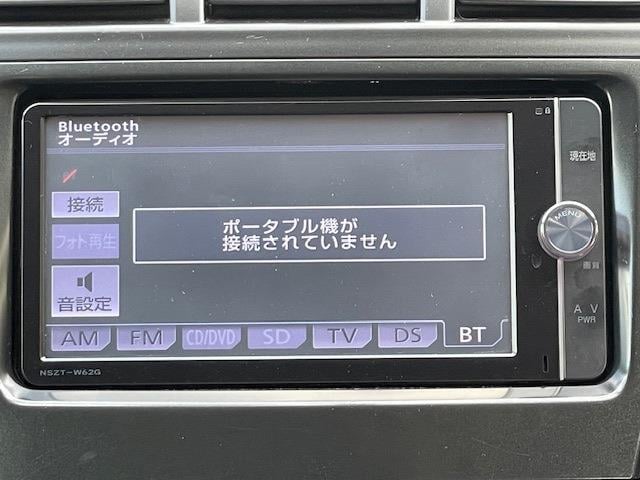 Bluetooth
オーディオ
接続
フォト再生
音設定
ポータブル機が
接続されていません
AM
FM
CD/DVD
SD
TV
DS
BT
NSZT-W62G
現在地
MENU
画質
A V
PWR